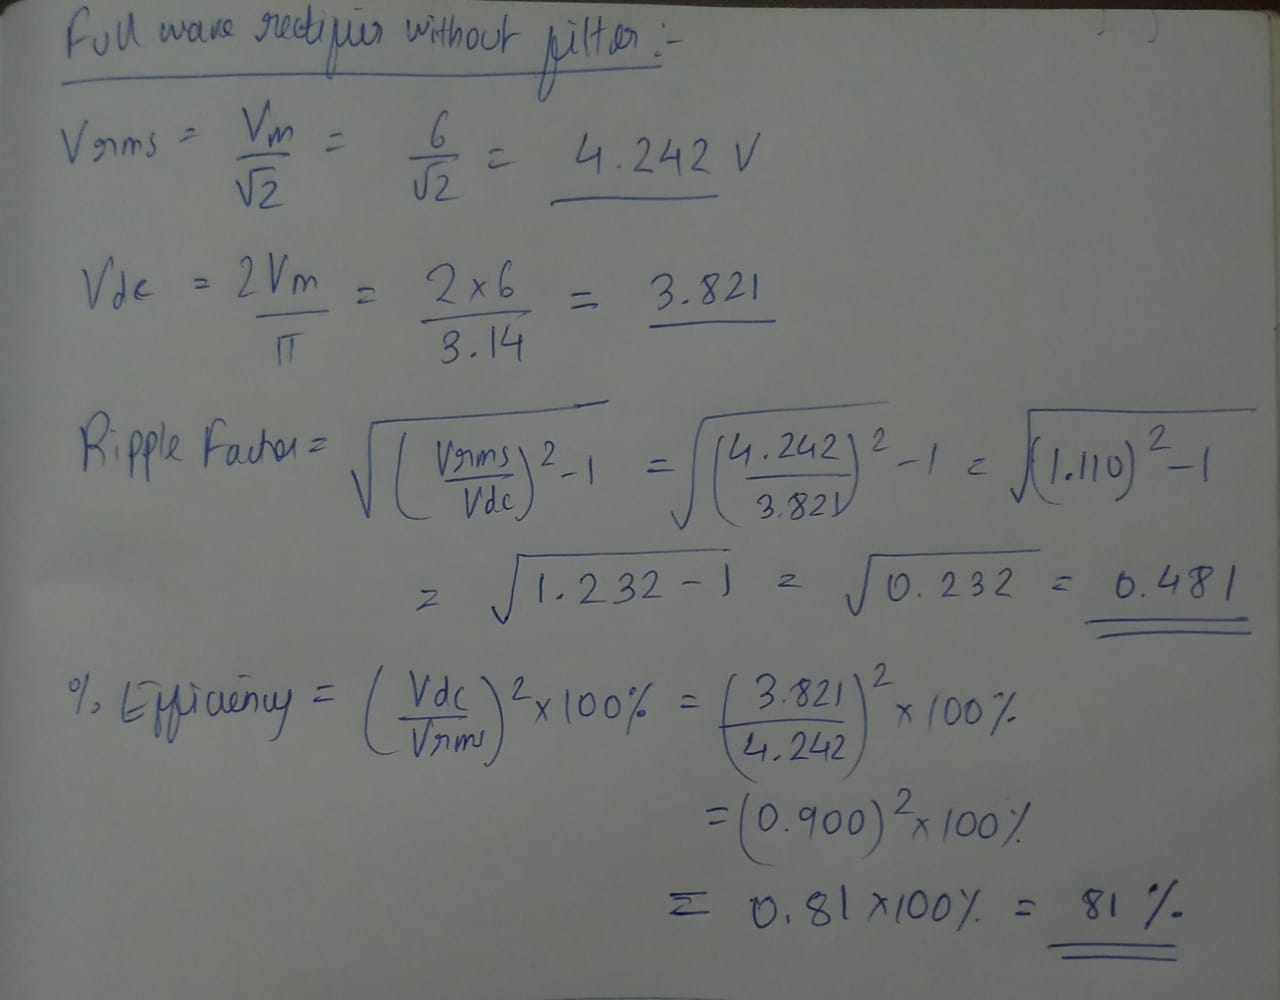 Full wave rectifier without filter :-
Vrms = Vm/√2 = 6/√2 = 4.242 V
Vdc = 2Vm/π = 2×6/3.14 = 3.821
Ripple Factor = √((Vrms/Vdc)²-1) = √((4.242/3.821)²-1) = √((1.110)²-1)
= √(1.232-1) = √0.232 = 0.481
% Efficiency = (Vdc/Vrms)² × 100% = (3.821/4.242)² × 100%
= (0.900)² × 100%
= 0.81 × 100% = 81 %